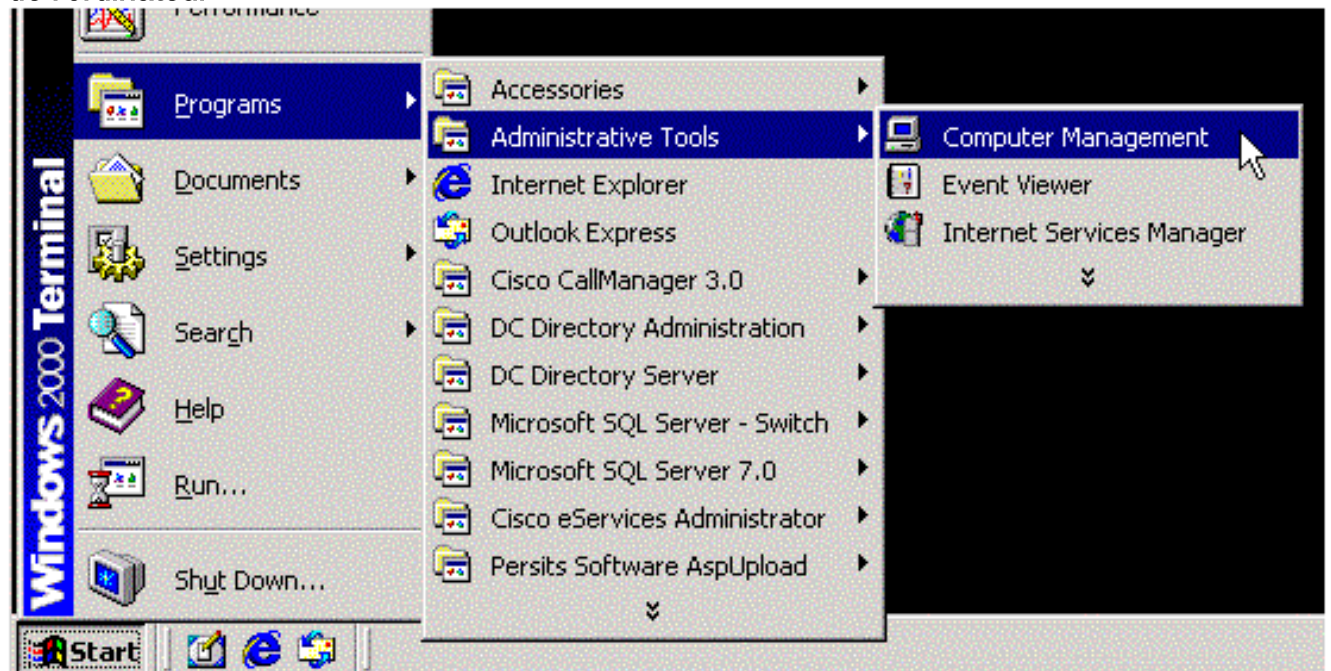 de l'ordinateur
Performance
Programs
Documents
Settings
Search
Help
Run...
Shut Down...
Windows 2000 Terminal
Accessories
Administrative Tools
Internet Explorer
Outlook Express
Cisco CallManager 3.0
DC Directory Administration
DC Directory Server
Microsoft SQL Server - Switch
Microsoft SQL Server 7.0
Cisco eServices Administrator
Persits Software AspUpload
Computer Management
Event Viewer
Internet Services Manager
Start